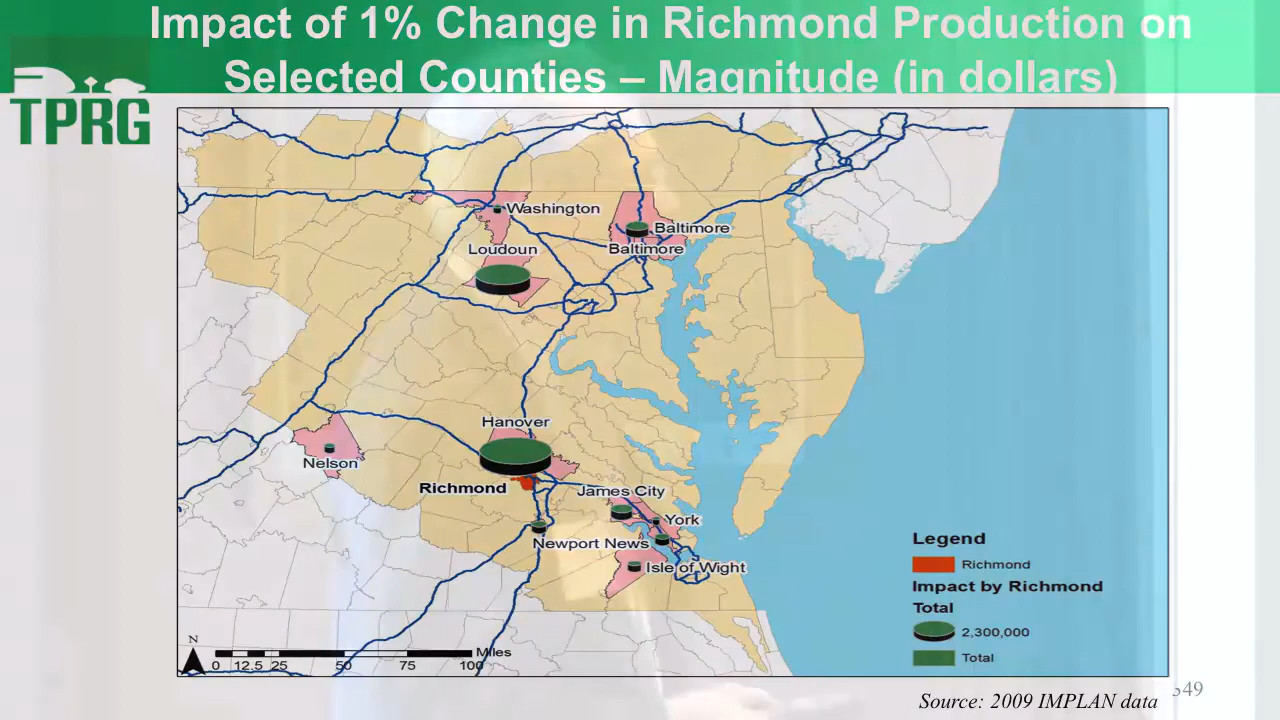 Impact of 1% Change in Richmond Production on
Selected Counties – Magnitude (in dollars)
TPRG
Washington
Baltimore
Baltimore
Loudoun
Hanover
Nelson
Richmond
James City
York
Newport News
Isle of Wight
Legend
Richmond
Impact by Richmond
Total
2,300,000
Total
N
Miles
0 12.5 25 50 75 100
Source: 2009 IMPLAN data
349